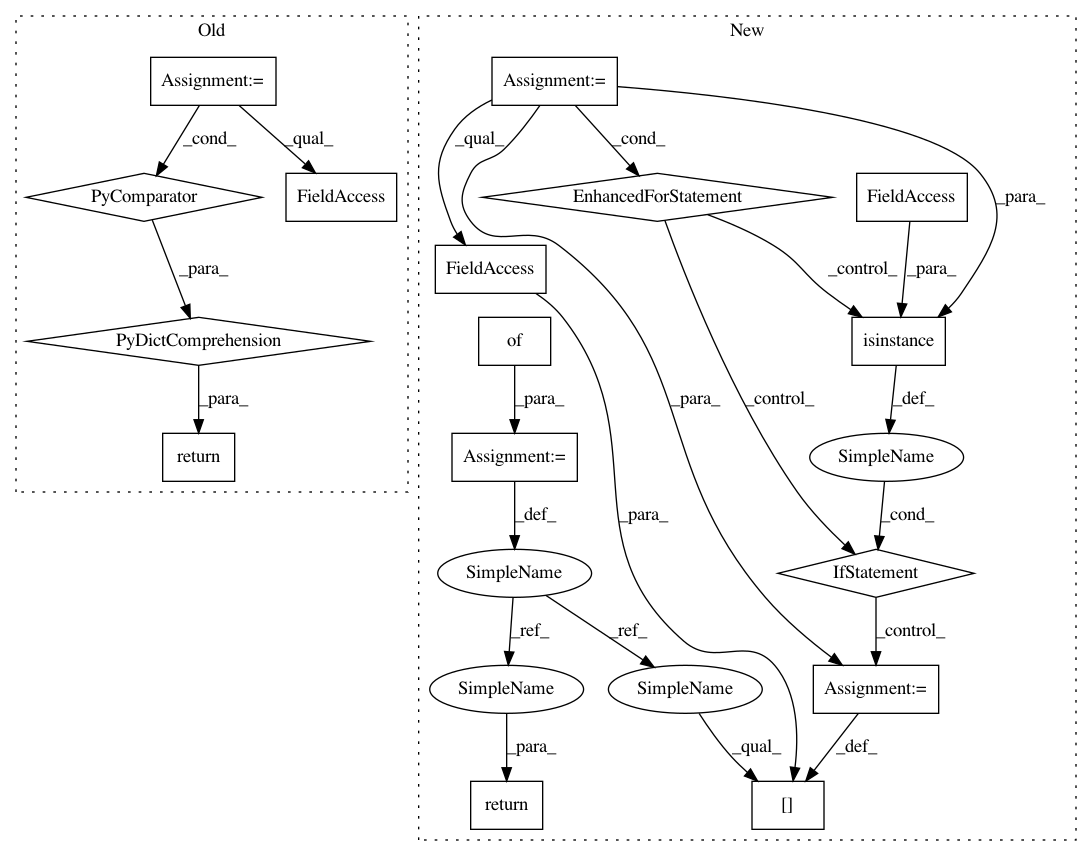 Old
New
Assignment:=
Assignment:=
_cond_
_qual_
_qual_
_cond_
_para_
PyComparator
FieldAccess
EnhancedForStatement
FieldAccess
_para_
FieldAccess
_control_
_para_
PyDictComprehension
of
isinstance
_para_
_para_
_para_
_control_
_def_
return
Assignment:=
SimpleName
_def_
_para_
_cond_
SimpleName
IfStatement
_ref_
_ref_
_control_
SimpleName
SimpleName
Assignment:=
_para_
_qual_
_def_
return
[]